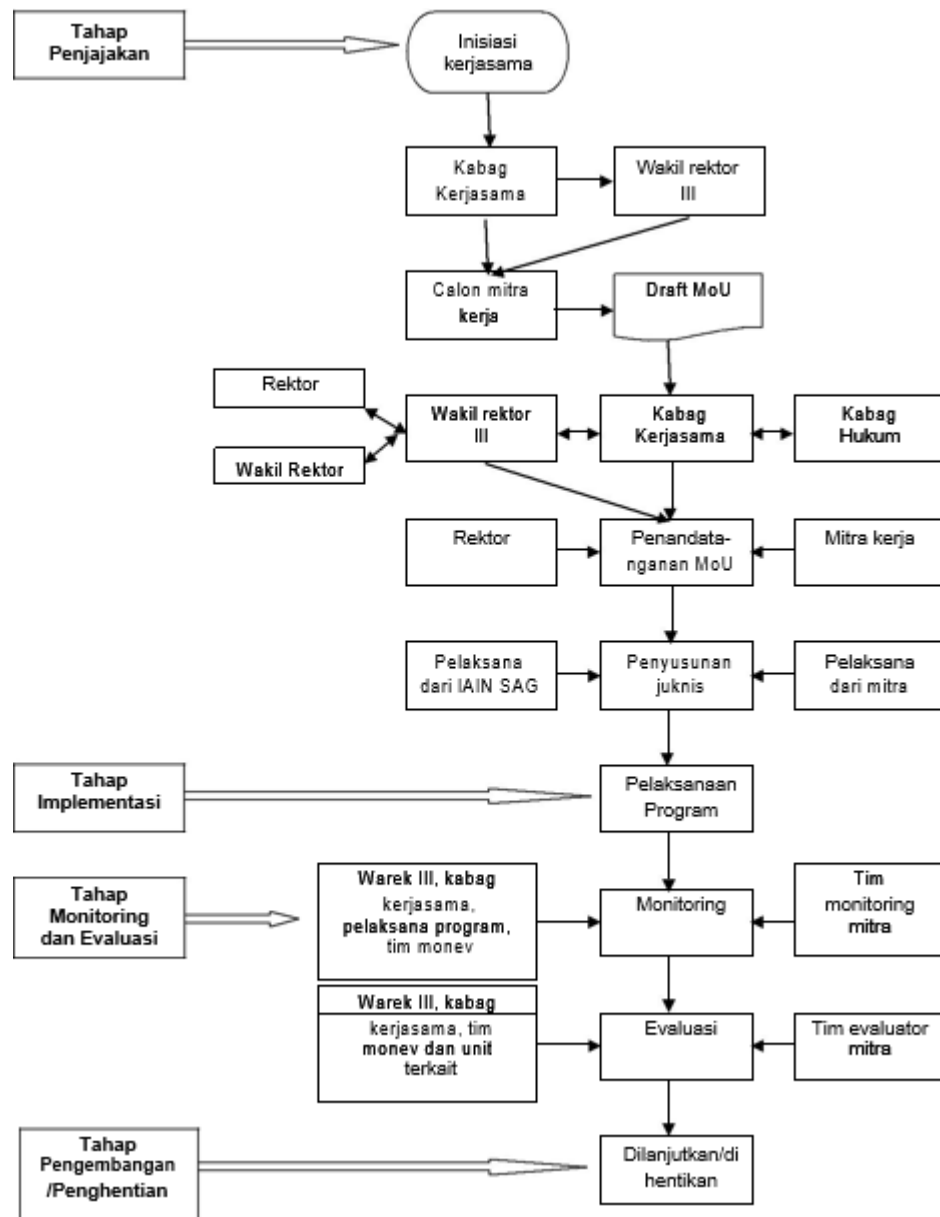 Tahap
Penjajakan
Inisiasi
kerjasama
Kabag
Kerjasama
Wakil rektor
III
Calon mitra
kerja
Draft MoU
Rektor
Wakil Rektor
Wakil rektor
III
Kabag
Kerjasama
Kabag
Hukum
Rektor
Penandata-
nganan MoU
Mitra kerja
Pelaksana
dari IAIN SAG
Penyusunan
juknis
Pelaksana
dari mitra
Tahap
Implementasi
Pelaksanaan
Program
Tahap
Monitoring
dan Evaluasi
Warek III, kabag
kerjasama,
pelaksana program,
tim monev
Monitoring
Tim
monitoring
mitra
Warek III, kabag
kerjasama, tim
monev dan unit
terkait
Evaluasi
Tim evaluator
mitra
Tahap
Pengembangan
/Penghentian
Dilanjutkan/di
hentikan